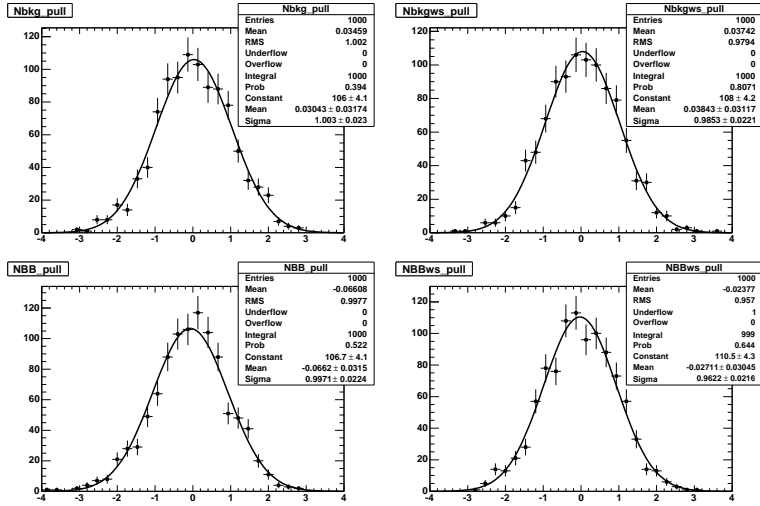 Nbkg_pull
Nbkg_pull
Entries 1000
Mean 0.03459
RMS 1.002
Underflow 0
Overflow 0
Integral 1000
Prob 0.394
Constant 106 ± 4.1
Mean 0.03043 ± 0.03174
Sigma 1.003 ± 0.023
120
100
80
60
40
20
0
-4 -3 -2 -1 0 1 2 3 4
Nbkgws_pull
Nbkgws_pull
Entries 1000
Mean 0.03742
RMS 0.9794
Underflow 0
Overflow 0
Integral 1000
Prob 0.8071
Constant 108 ± 4.2
Mean 0.03843 ± 0.03117
Sigma 0.9853 ± 0.0221
120
100
80
60
40
20
0
-4 -3 -2 -1 0 1 2 3 4
NBB_pull
NBB_pull
Entries 1000
Mean -0.06608
RMS 0.9977
Underflow 0
Overflow 0
Integral 1000
Prob 0.522
Constant 106.7 ± 4.1
Mean -0.0662 ± 0.0315
Sigma 0.9971 ± 0.0224
120
100
80
60
40
20
0
-4 -3 -2 -1 0 1 2 3 4
NBBws_pull
NBBws_pull
Entries 1000
Mean -0.02377
RMS 0.957
Underflow 1
Overflow 0
Integral 999
Prob 0.644
Constant 110.5 ± 4.3
Mean -0.02711 ± 0.03045
Sigma 0.9622 ± 0.0216
120
100
80
60
40
20
0
-4 -3 -2 -1 0 1 2 3 4